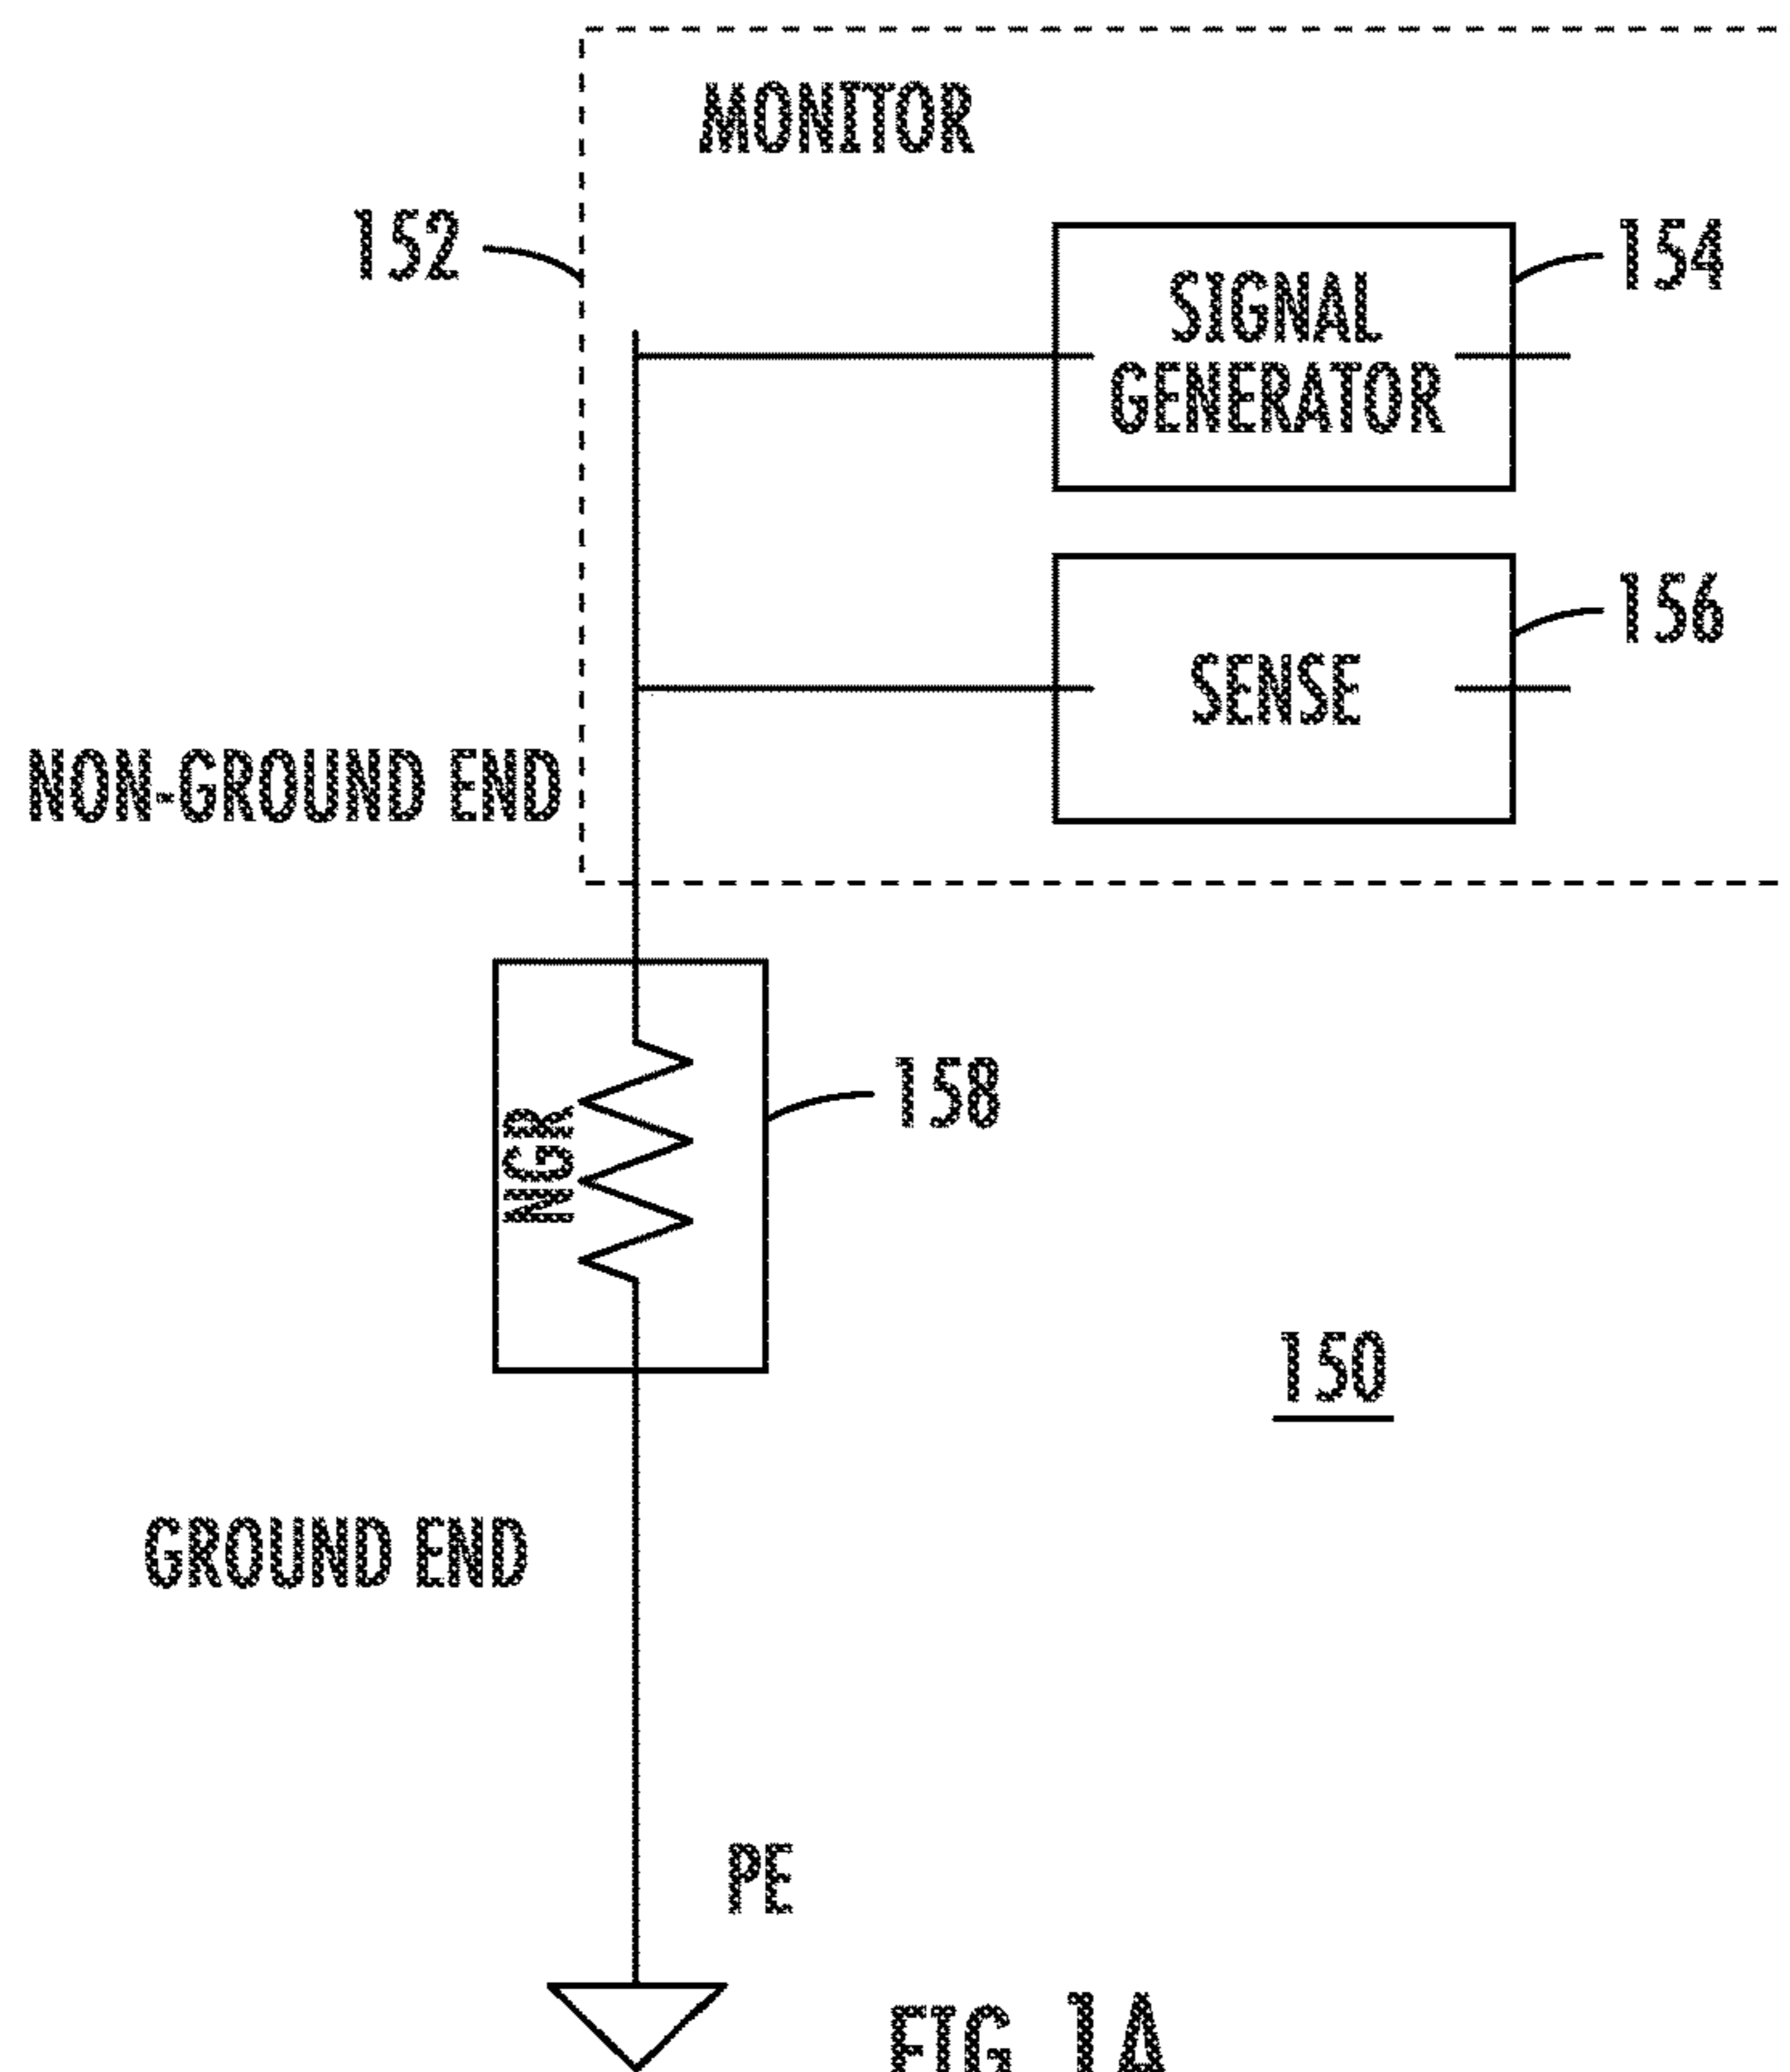 MONITOR
152
154
SIGNAL
GENERATOR
156
SENSE
NON-GROUND END
NGR
158
150
GROUND END
PE
FIG. 1A